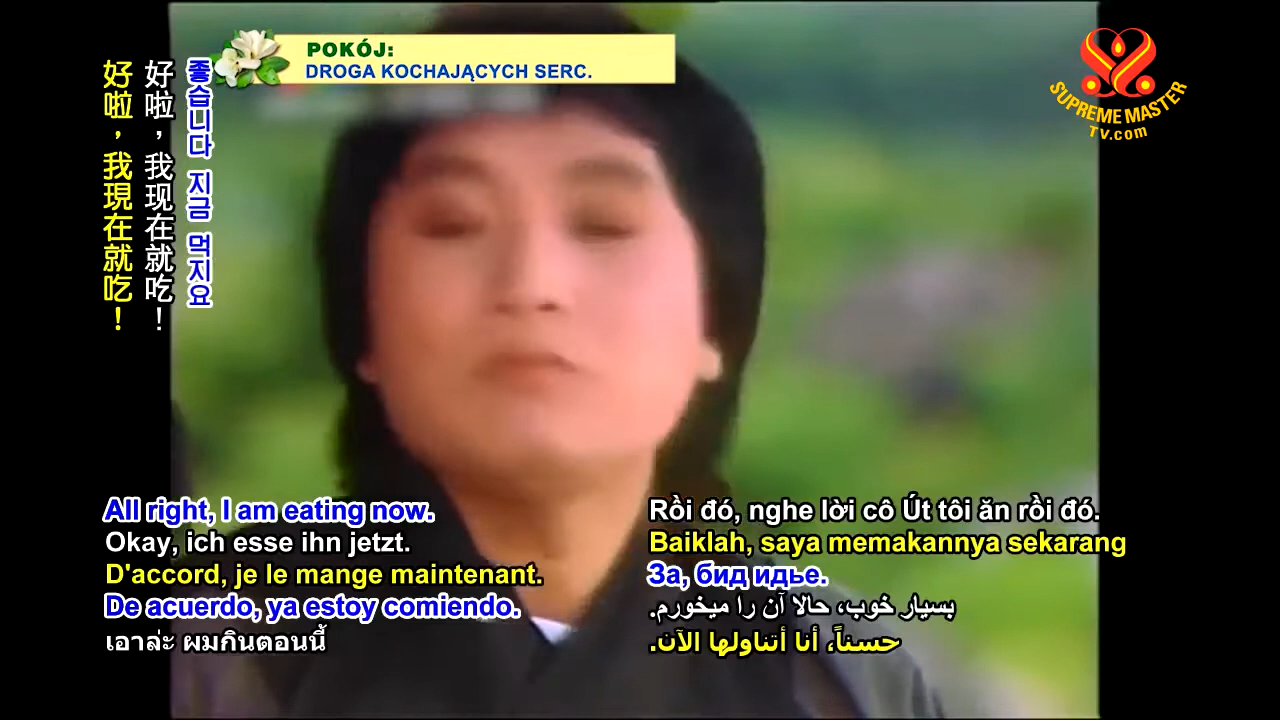 POKÓJ:
DROGA KOCHAJĄCYCH SERC.
SUPREME MASTER
TV.com
좋습니다 지금 먹지요
好啦，我现在就吃！
好啦，我現在就吃！
All right, I am eating now.
Okay, ich esse ihn jetzt.
D'accord, je le mange maintenant.
De acuerdo, ya estoy comiendo.
เอาล่ะ ผมกินตอนนี้
Rồi đó, nghe lời cô Út tôi ăn rồi đó.
Baiklah, saya memakannya sekarang
За, бид идье.
بسیار خوب، حالا آن را میخورم.
حسناً، أنا أتناولها الآن.